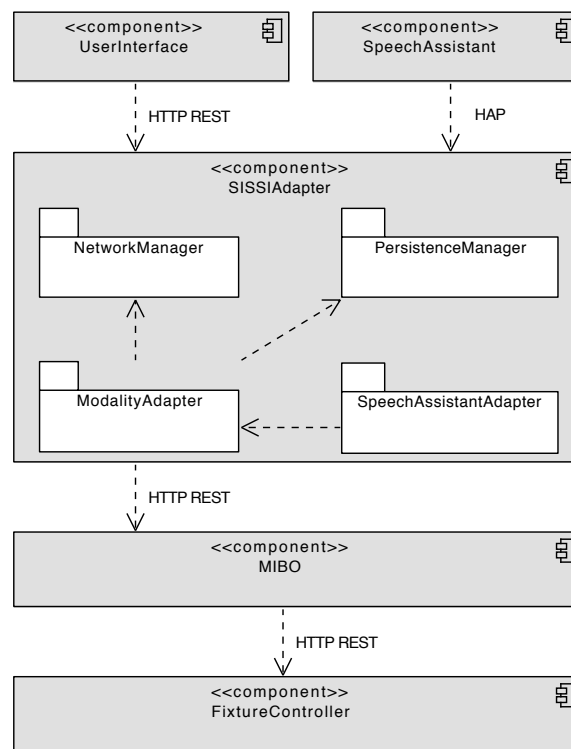 <<component>>
UserInterface
<<component>>
SpeechAssistant
HTTP REST
HAP
<<component>>
SISSIAdapter
NetworkManager
PersistenceManager
ModalityAdapter
SpeechAssistantAdapter
HTTP REST
<<component>>
MIBO
HTTP REST
<<component>>
FixtureController